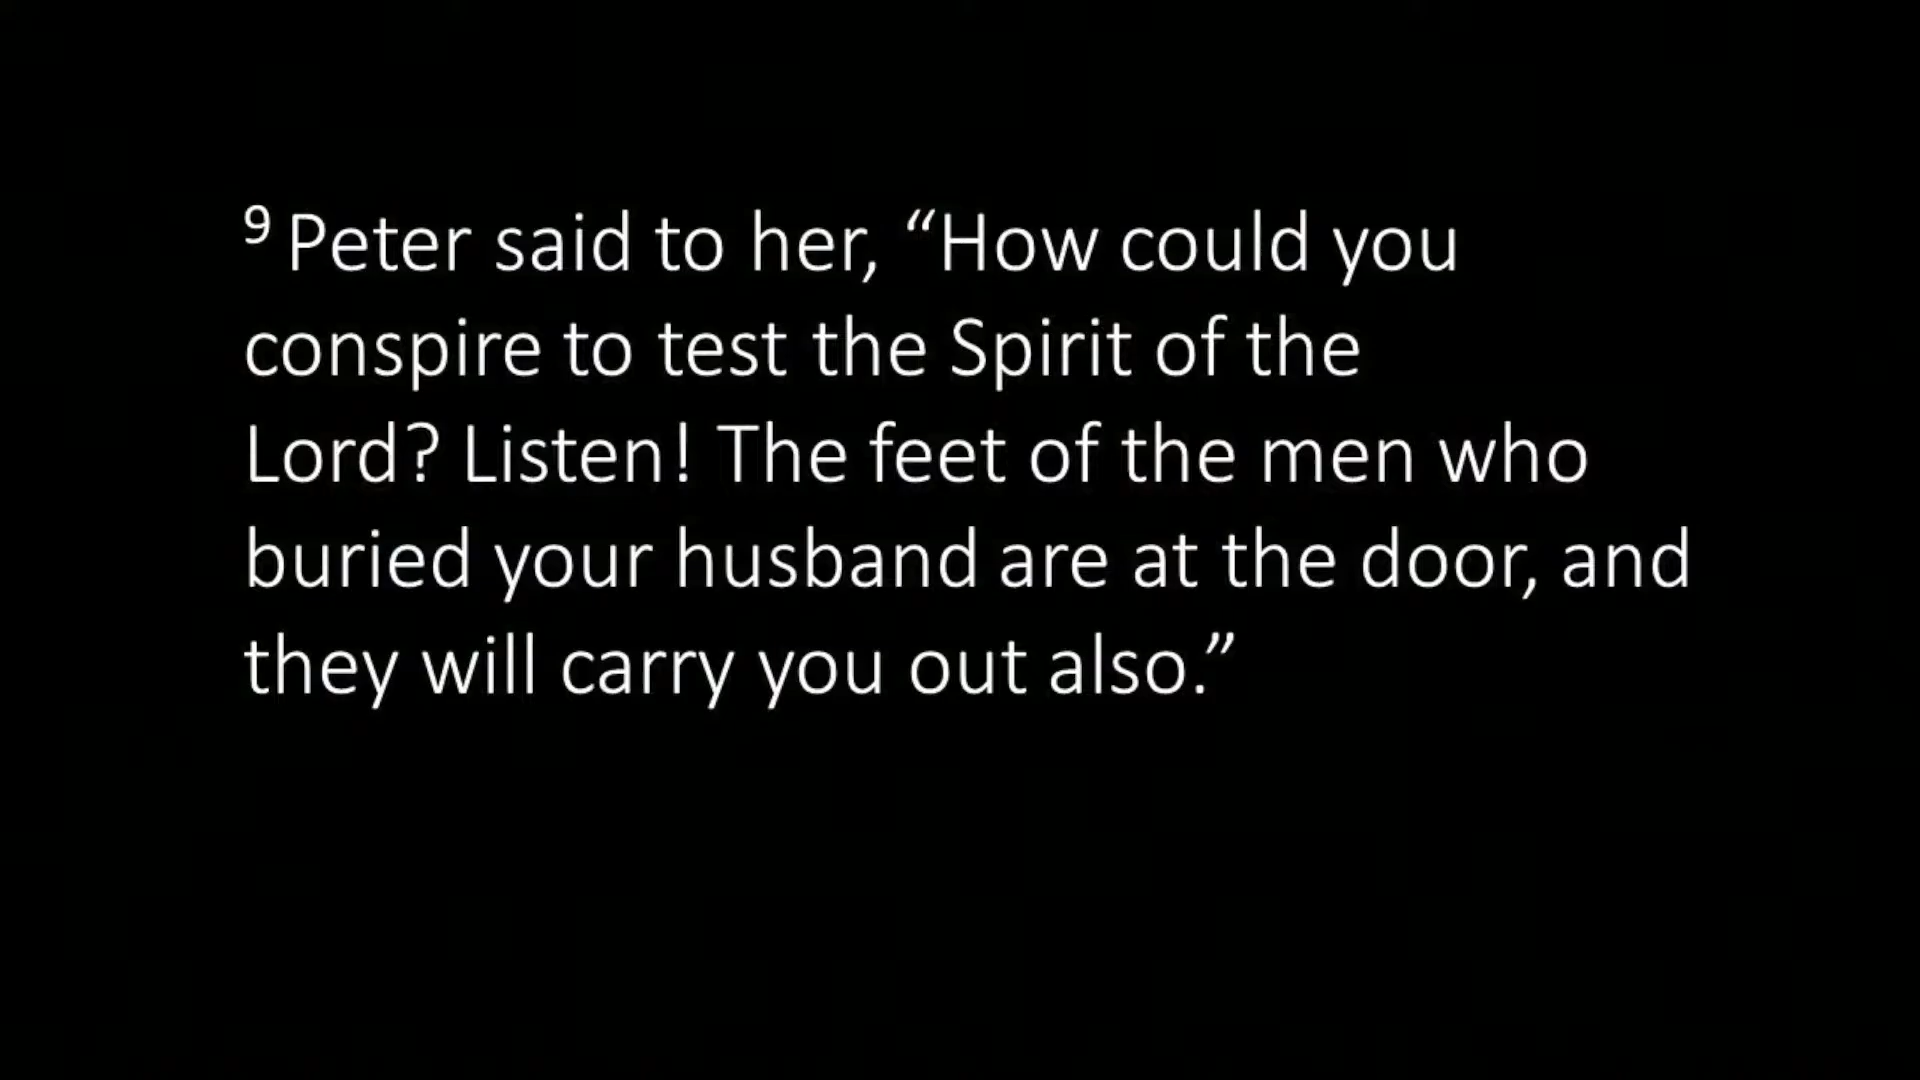 9 Peter said to her, “How could you
conspire to test the Spirit of the
Lord? Listen! The feet of the men who
buried your husband are at the door, and
they will carry you out also.”